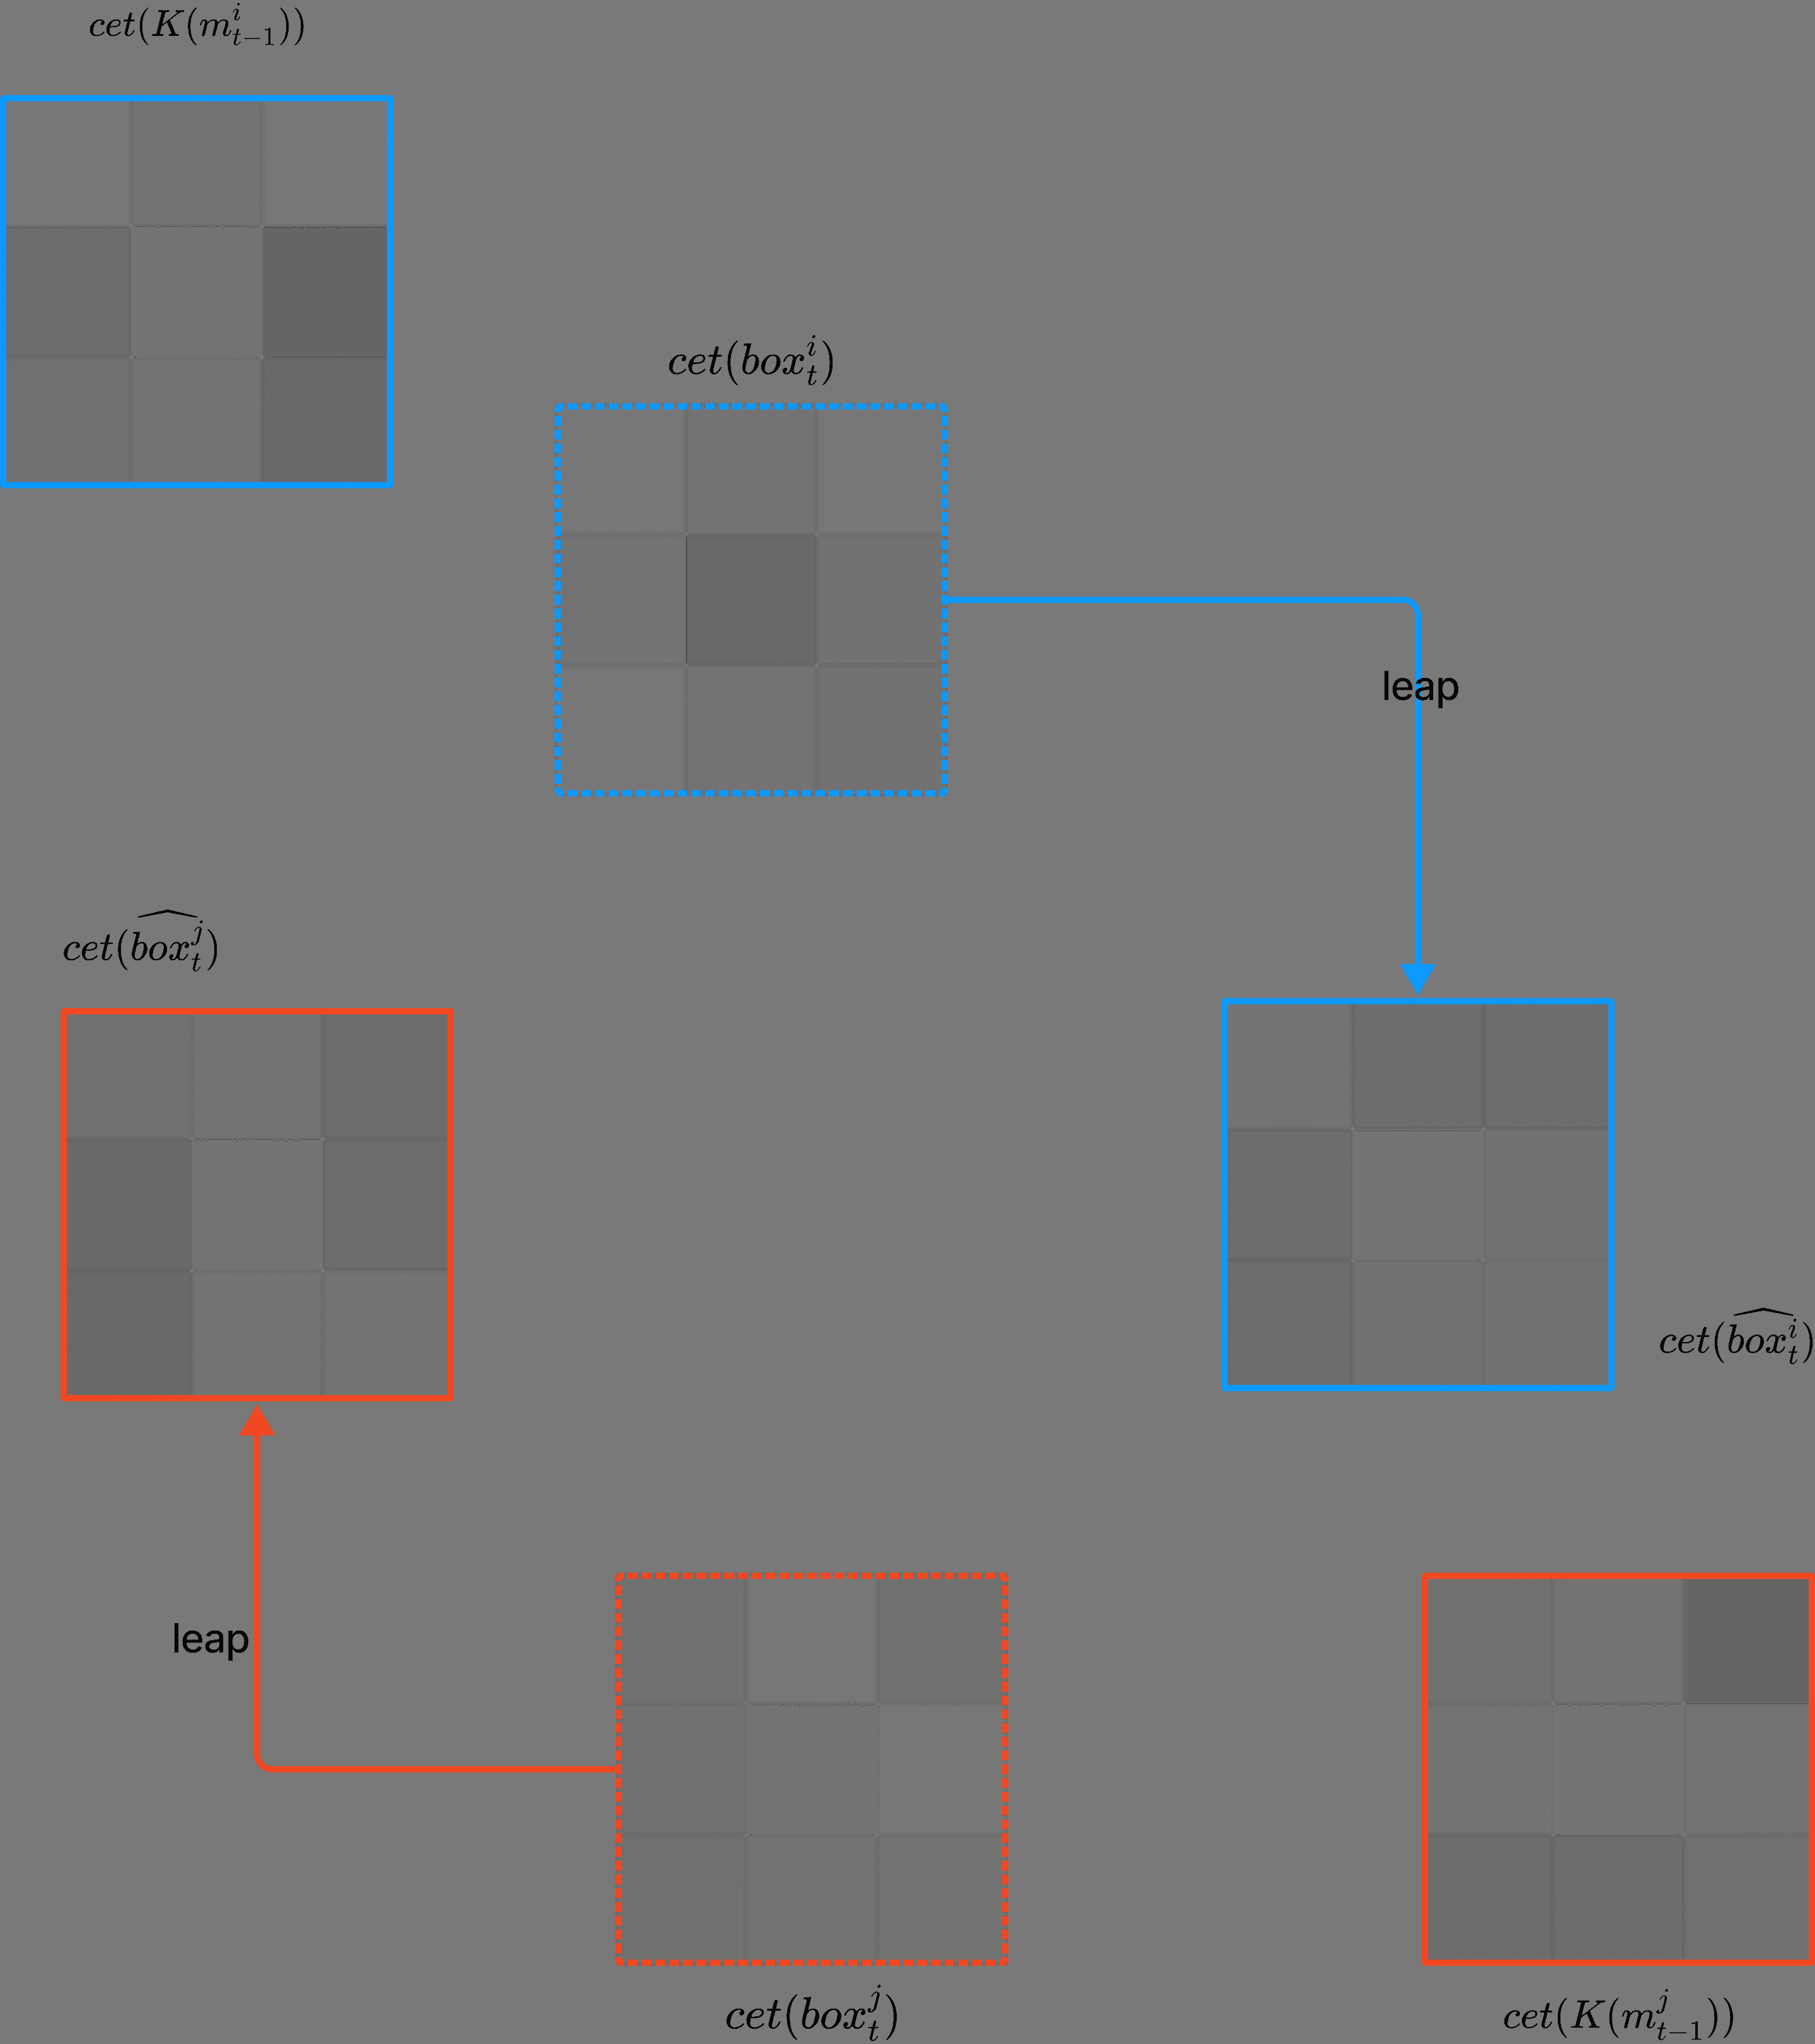 cet(K(m^i_{t-1}))
cet(box^i_t)
leap
cet(\widehat{box^j_t})
cet(\widehat{box^i_t})
leap
cet(box^j_t)
cet(K(m^j_{t-1}))